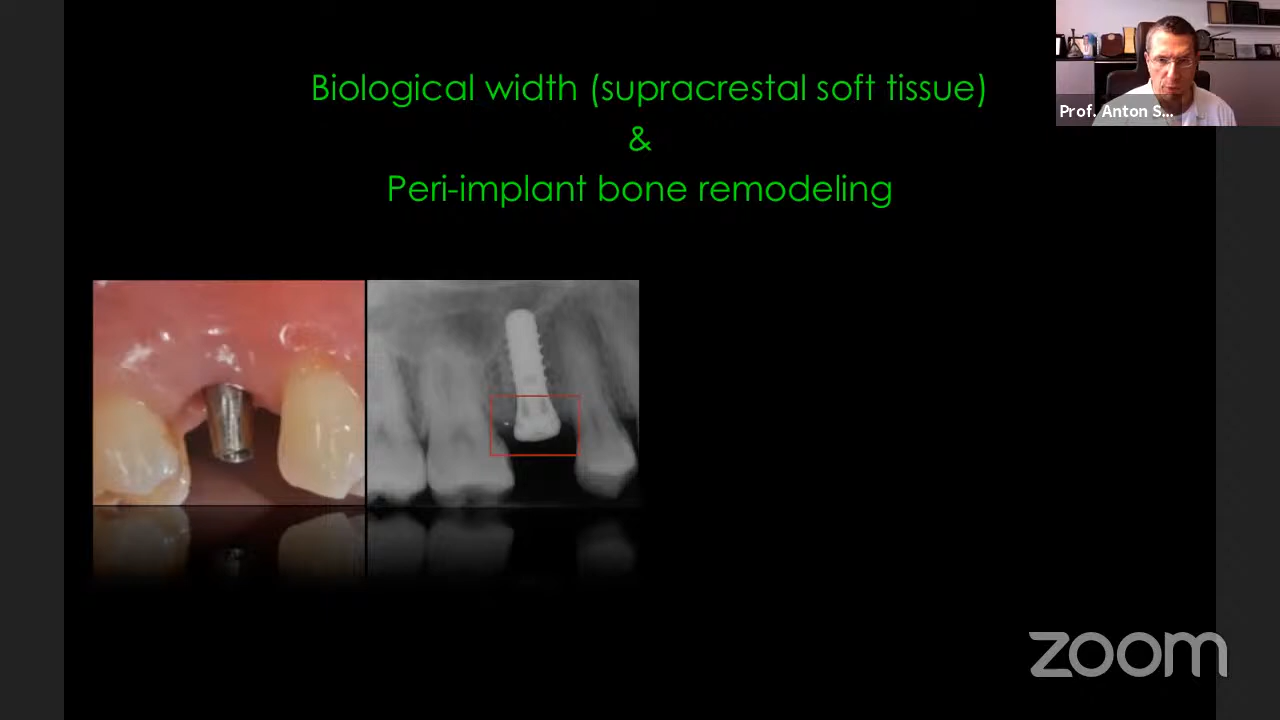 Biological width (supracrestal soft tissue)
&
Peri-implant bone remodeling
Prof. Anton S...
zoom